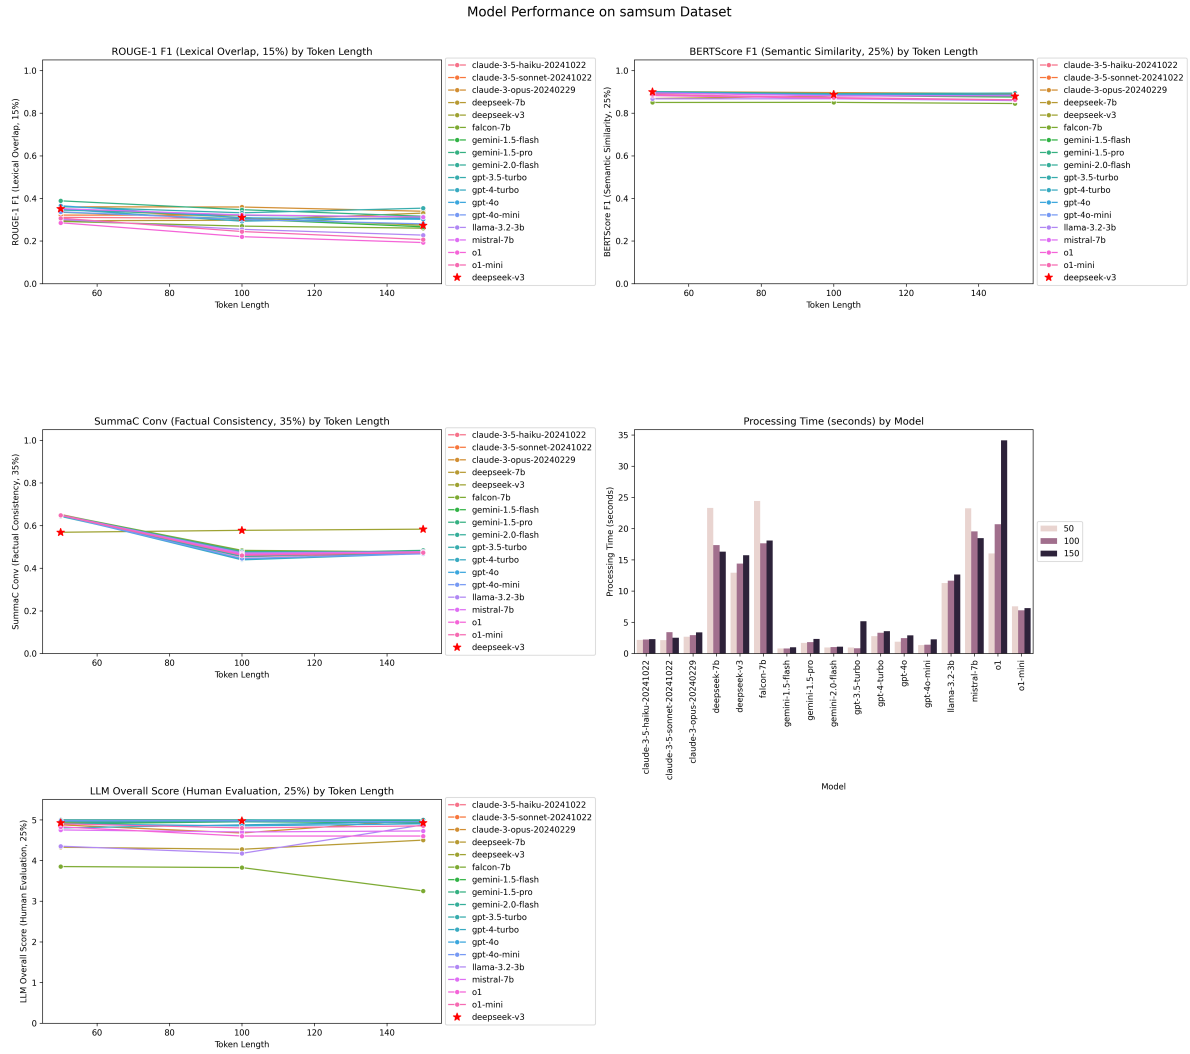 Model Performance on samsum Dataset
ROUGE-1 F1 (Lexical Overlap, 15%) by Token Length
ROUGE-1 F1 (Lexical Overlap, 15%)
1.0
0.8
0.6
0.4
0.2
0.0
60 80 100 120 140
Token Length
claude-3-5-haiku-20241022
claude-3-5-sonnet-20241022
claude-3-opus-20240229
deepseek-7b
deepseek-v3
falcon-7b
gemini-1.5-flash
gemini-1.5-pro
gemini-2.0-flash
gpt-3.5-turbo
gpt-4-turbo
gpt-4o
gpt-4o-mini
llama-3.2-3b
mistral-7b
o1
o1-mini
deepseek-v3
BERTScore F1 (Semantic Similarity, 25%) by Token Length
BERTScore F1 (Semantic Similarity, 25%)
1.0
0.8
0.6
0.4
0.2
0.0
60 80 100 120 140
Token Length
claude-3-5-haiku-20241022
claude-3-5-sonnet-20241022
claude-3-opus-20240229
deepseek-7b
deepseek-v3
falcon-7b
gemini-1.5-flash
gemini-1.5-pro
gemini-2.0-flash
gpt-3.5-turbo
gpt-4-turbo
gpt-4o
gpt-4o-mini
llama-3.2-3b
mistral-7b
o1
o1-mini
deepseek-v3
SummaC Conv (Factual Consistency, 35%) by Token Length
SummaC Conv (Factual Consistency, 35%)
1.0
0.8
0.6
0.4
0.2
0.0
60 80 100 120 140
Token Length
claude-3-5-haiku-20241022
claude-3-5-sonnet-20241022
claude-3-opus-20240229
deepseek-7b
deepseek-v3
falcon-7b
gemini-1.5-flash
gemini-1.5-pro
gemini-2.0-flash
gpt-3.5-turbo
gpt-4-turbo
gpt-4o
gpt-4o-mini
llama-3.2-3b
mistral-7b
o1
o1-mini
deepseek-v3
Processing Time (seconds) by Model
Processing Time (seconds)
35
30
25
20
15
10
5
0
claude-3-5-haiku-20241022
claude-3-5-sonnet-20241022
claude-3-opus-20240229
deepseek-7b
deepseek-v3
falcon-7b
gemini-1.5-flash
gemini-1.5-pro
gemini-2.0-flash
gpt-3.5-turbo
gpt-4-turbo
gpt-4o
gpt-4o-mini
llama-3.2-3b
mistral-7b
o1
o1-mini
Model
50
100
150
LLM Overall Score (Human Evaluation, 25%) by Token Length
LLM Overall Score (Human Evaluation, 25%)
5
4
3
2
1
0
60 80 100 120 140
Token Length
claude-3-5-haiku-20241022
claude-3-5-sonnet-20241022
claude-3-opus-20240229
deepseek-7b
deepseek-v3
falcon-7b
gemini-1.5-flash
gemini-1.5-pro
gemini-2.0-flash
gpt-3.5-turbo
gpt-4-turbo
gpt-4o
gpt-4o-mini
llama-3.2-3b
mistral-7b
o1
o1-mini
deepseek-v3